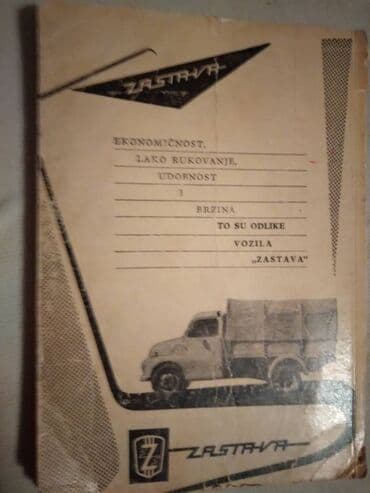 ZASTAVA
EKONOMIČNOST,
LAKO RUKOVANJE,
UDOBNOST
I
BRZINA
TO SU ODLIKE
VOZILA
„ZASTAVA“
Z
ZASTAVA